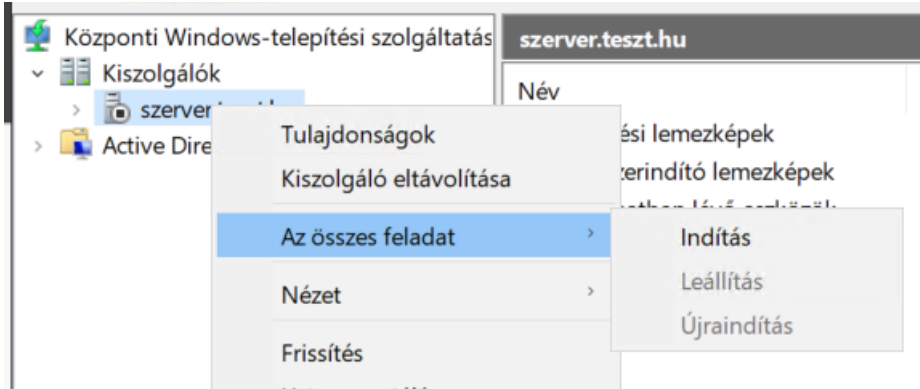 Központi Windows-telepítési szolgáltatás
szerver.teszt.hu
Kiszolgálók
Név
Active Dire
Tulajdonságok
ési lemezképek
Kiszolgáló eltávolítása
erindító lemezképek
Az összes feladat
Indítás
Leállítás
Nézet
Újraindítás
Frissítés